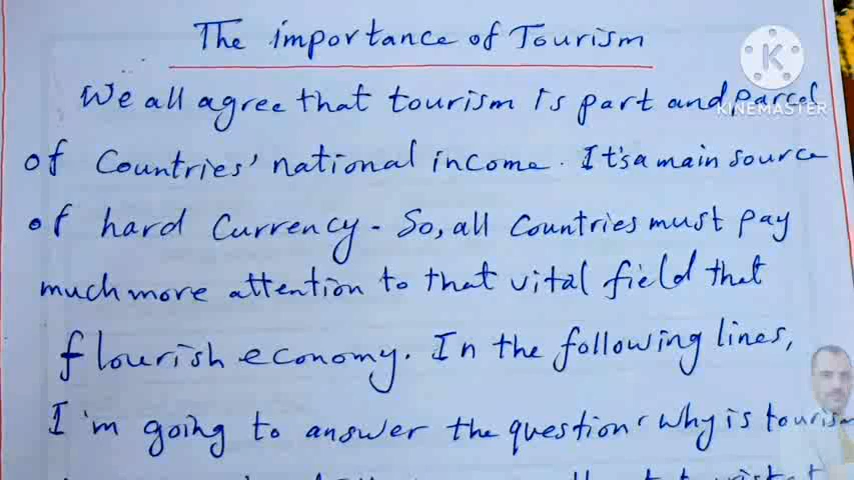 The importance of Tourism
K
KINEMASTER
We all agree that tourism is part and parcel
of Countries' national income. It's a main source
of hard Currency. So, all Countries must pay
much more attention to that vital field that
flourish economy. In the following lines,
I'm going to answer the question "why is tourism